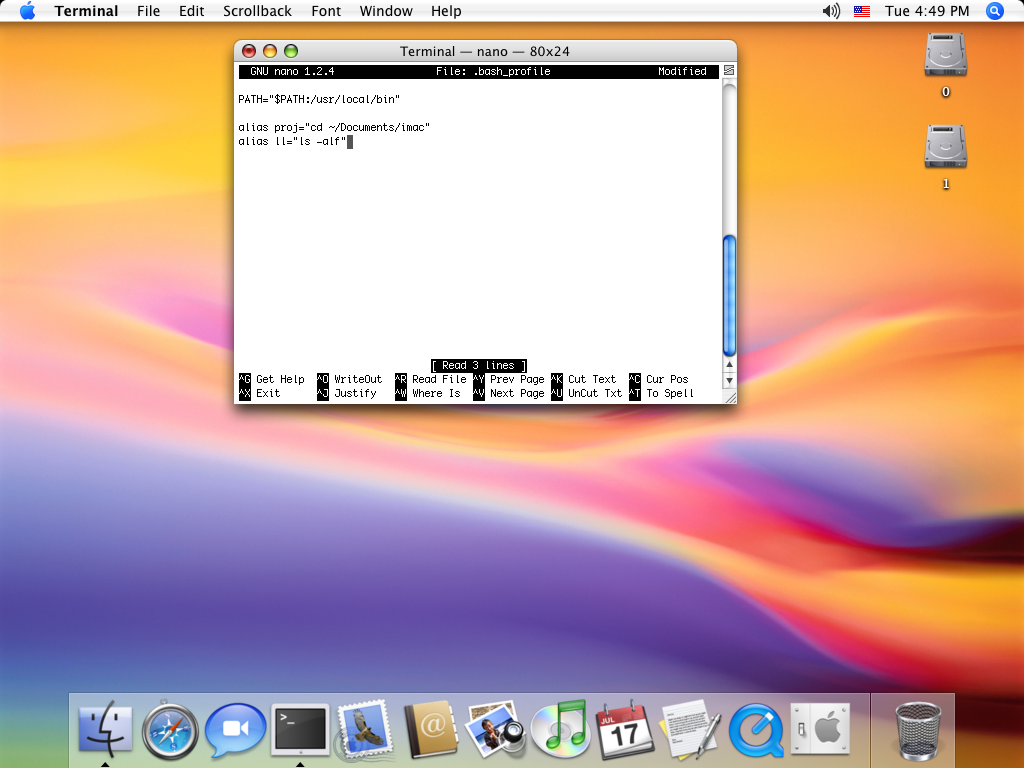 Terminal File Edit Scrollback Font Window Help Tue 4:49 PM
Terminal — nano — 80x24
GNU nano 1.2.4 File: .bash_profile Modified
PATH="$PATH:/usr/local/bin"
alias proj="cd ~/Documents/imac"
alias ll="ls -alf"
[ Read 3 lines ]
^G Get Help ^O WriteOut ^R Read File ^Y Prev Page ^K Cut Text ^C Cur Pos
^X Exit ^J Justify ^W Where Is ^V Next Page ^U UnCut Txt ^T To Spell
0
1
>_
@
JUL
17